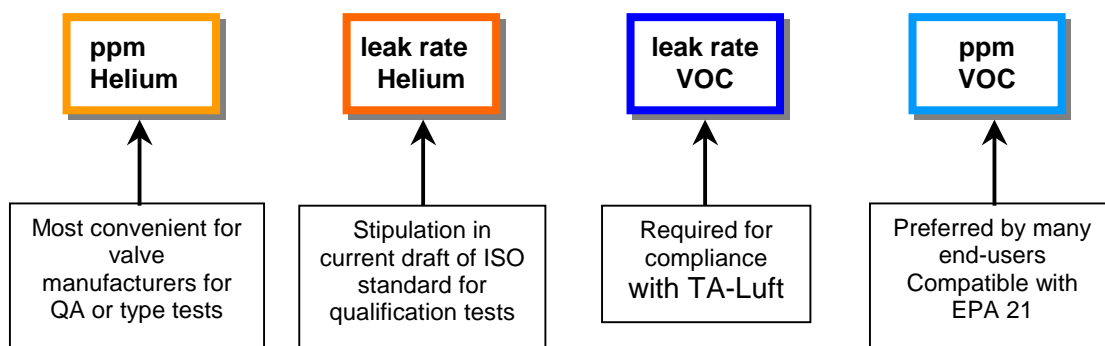 ppm
Helium
leak rate
Helium
leak rate
VOC
ppm
VOC
Most convenient for
valve
manufacturers for
QA or type tests
Stipulation in
current draft of ISO
standard for
qualification tests
Required for
compliance
with TA-Luft
Preferred by many
end-users
Compatible with
EPA 21